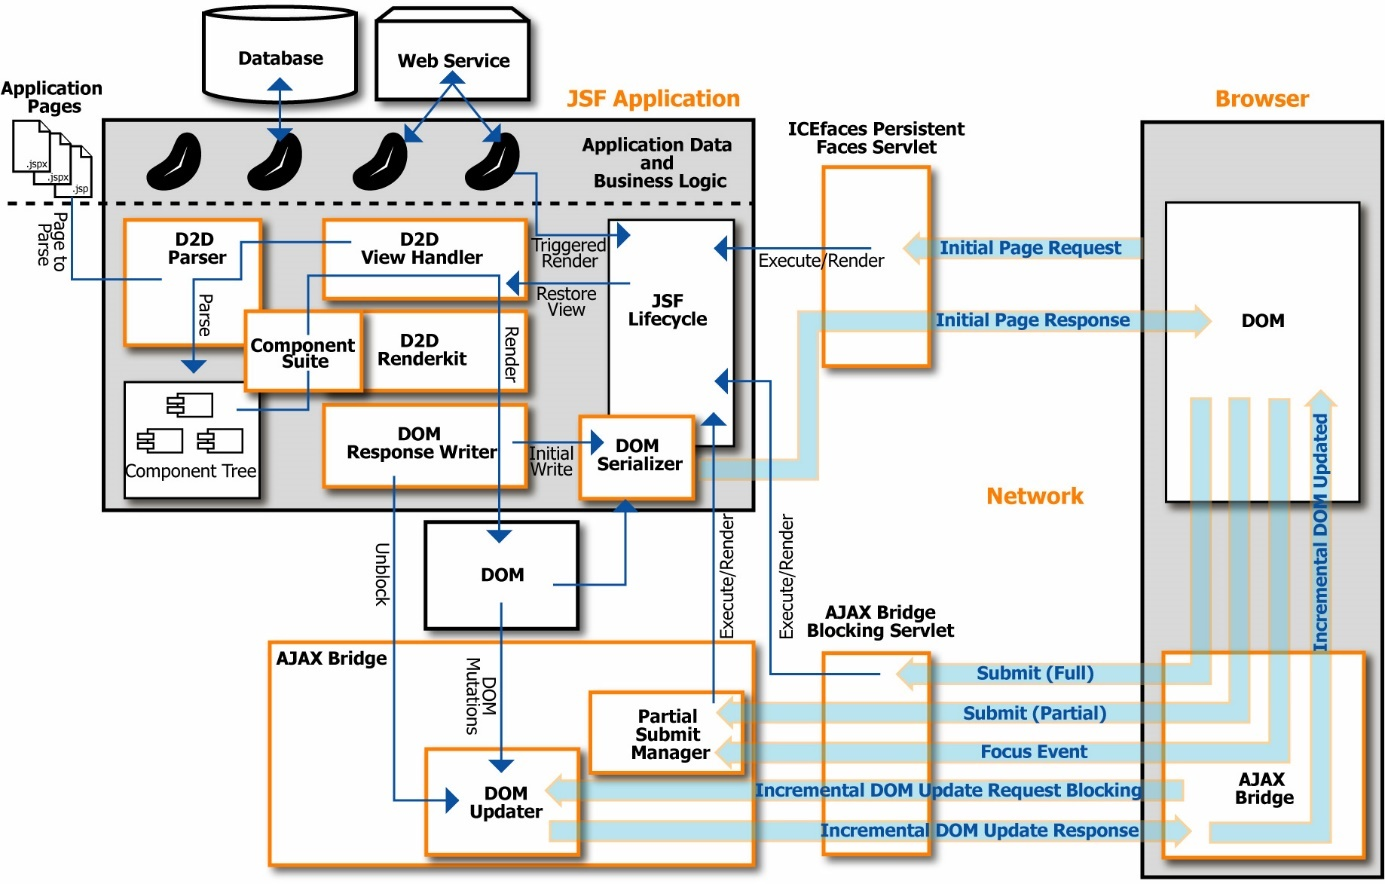 Database
Web Service
Application
Pages
.jspx
.jspx
.jsp
JSF Application
Browser
Application Data
and
Business Logic
ICEfaces Persistent
Faces Servlet
Page to
Parse
D2D
Parser
D2D
View Handler
Triggered
Render
Restore
View
Execute/Render
Initial Page Request
Initial Page Response
JSF
Lifecycle
DOM
Parse
Component
Suite
D2D
Renderkit
Render
Component Tree
DOM
Response Writer
Initial
Write
DOM
Serializer
Network
Incremental DOM Updated
Unblock
DOM
Execute/Render
Execute/Render
AJAX Bridge
Blocking Servlet
AJAX Bridge
DOM
Mutations
Partial
Submit
Manager
DOM
Updater
Submit (Full)
Submit (Partial)
Focus Event
Incremental DOM Update Request Blocking
Incremental DOM Update Response
AJAX
Bridge